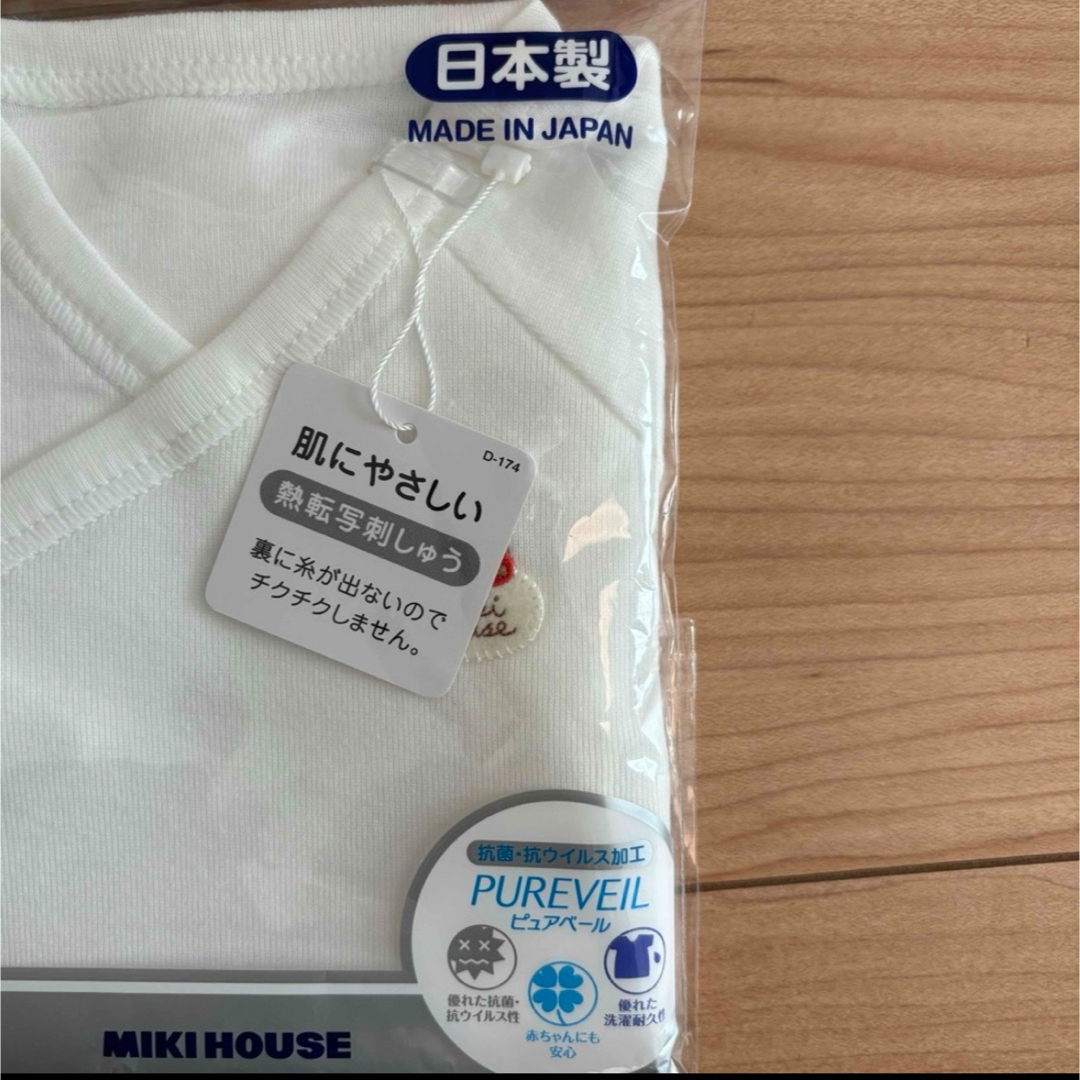 日本製
MADE IN JAPAN
D-174
肌にやさしい
熱転写刺しゅう
裏に糸が出ないので
チクチクしません。
抗菌・抗ウイルス加工
PUREVEIL
ピュアベール
優れた抗菌・
抗ウイルス性
赤ちゃんにも
安心
優れた
洗濯耐久性
MIKI HOUSE